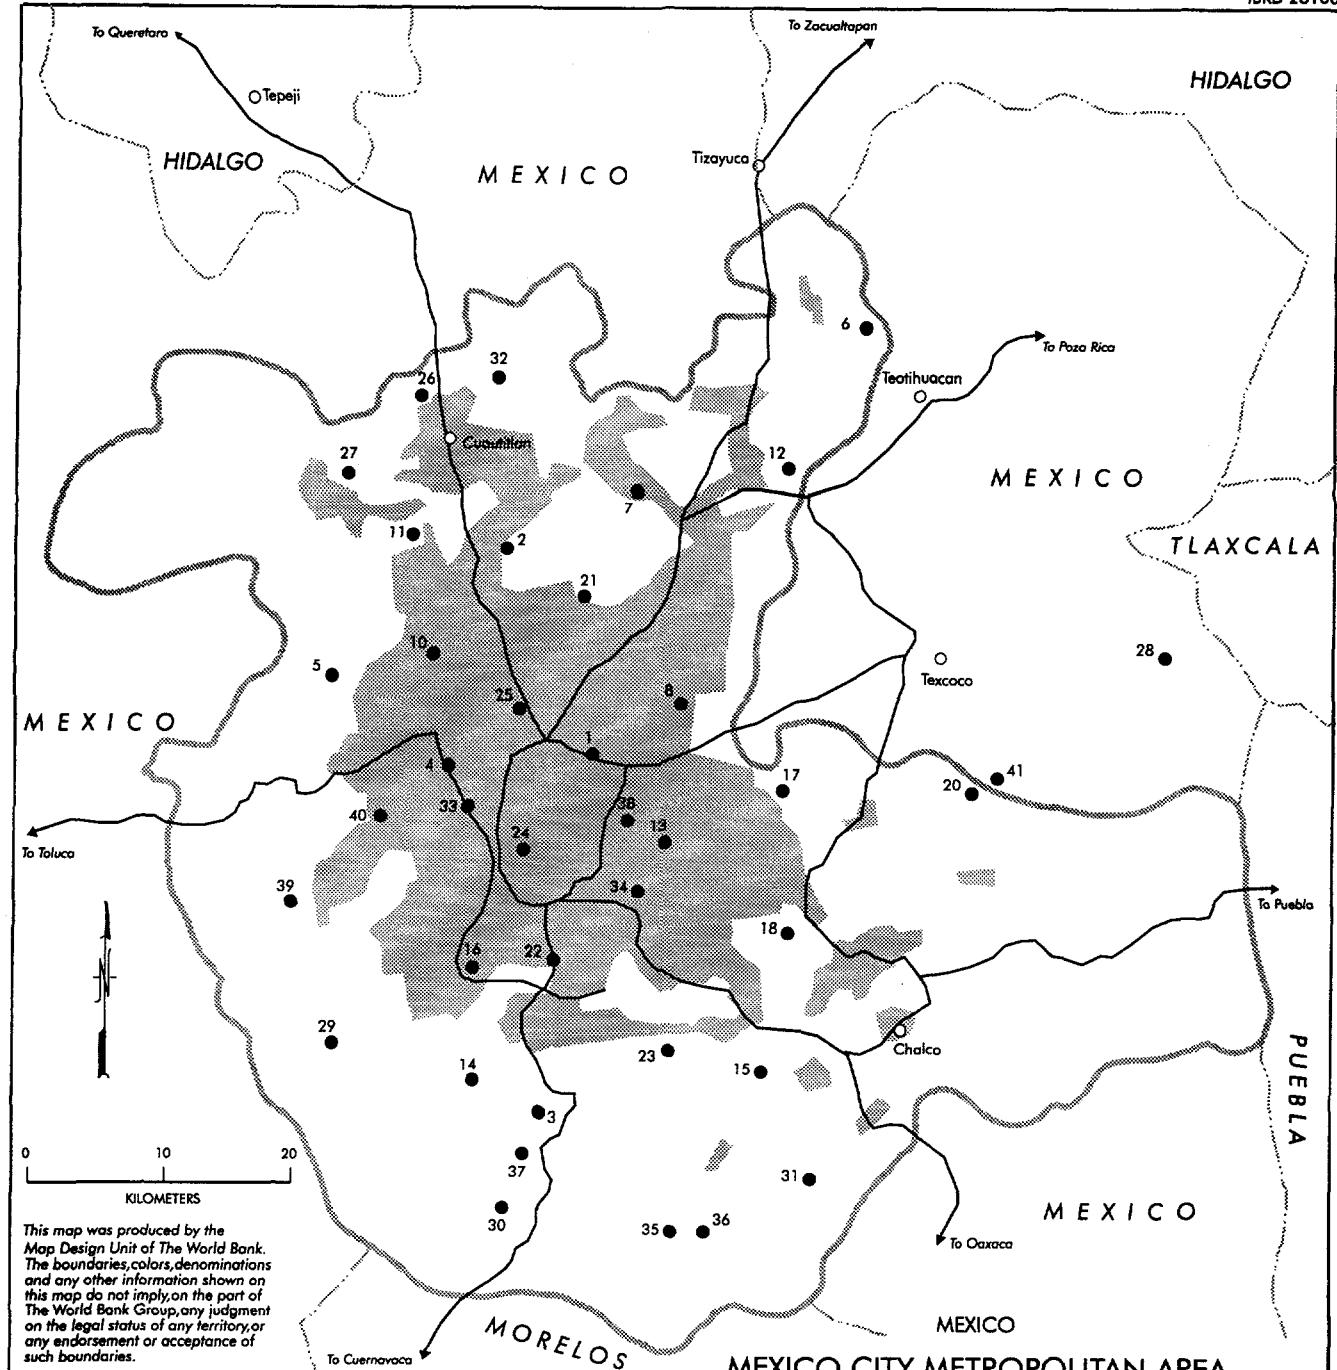 To Queretaro
To Zacualtapan
HIDALGO
Tepeji
HIDALGO
MEXICO
Tizayuca
6
To Poza Rica
32
Teotihuacan
26
Cuautitlan
27
12
MEXICO
7
11
2
TLAXCALA
21
10
5
28
Texcoco
25
8
MEXICO
1
4
17
41
20
33
38
40
13
24
To Toluca
39
34
To Puebla
18
16
22
29
Chalco
23
15
14
PUEBLA
3
0 10 20
KILOMETERS
37
31
30
35
36
MEXICO
To Oaxaca
This map was produced by the
Map Design Unit of The World Bank.
The boundaries, colors, denominations
and any other information shown on
this map do not imply, on the part of
The World Bank Group, any judgment
on the legal status of any territory, or
any endorsement or acceptance of
such boundaries.
N
MORELOS
MEXICO
To Cuernavaca
MEXICO CITY METROPOLITAN AREA